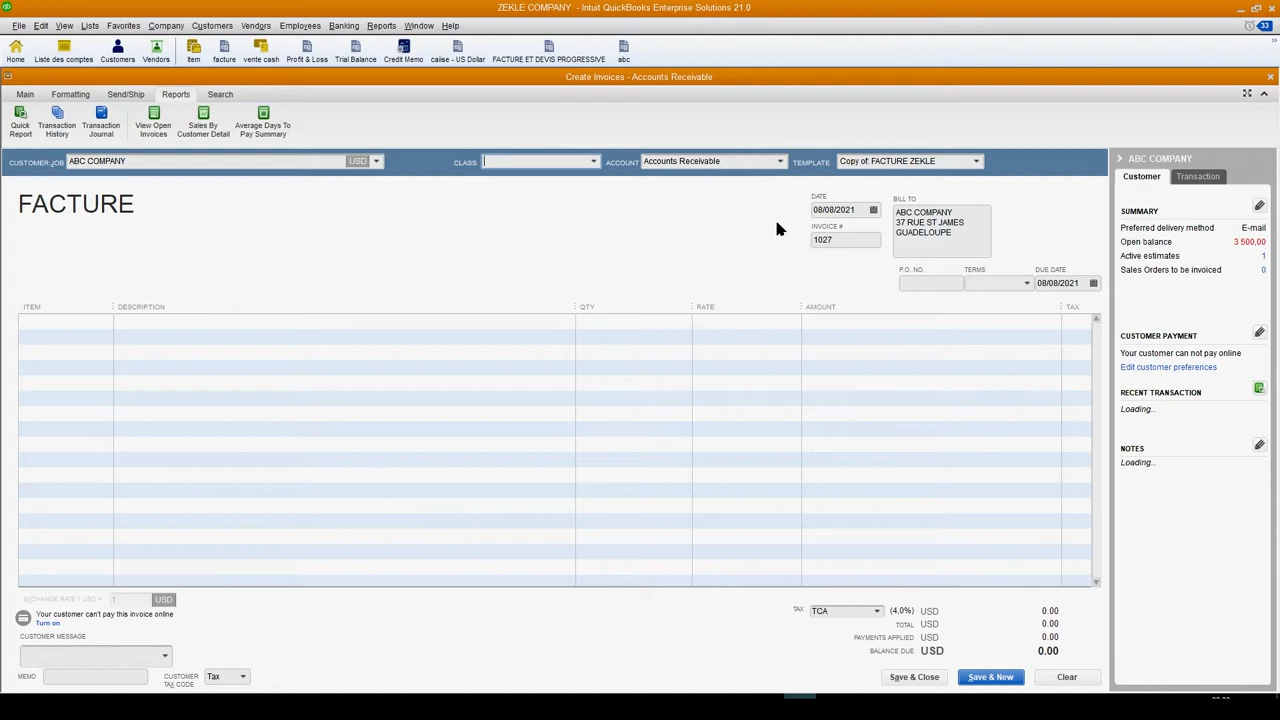 ZEKLE COMPANY - Intuit QuickBooks Enterprise Solutions 21.0
File Edit View Lists Favorites Company Customers Vendors Employees Banking Reports Window Help
33
Home Liste des comptes Customers Vendors Item facture vente cash Profit & Loss Trial Balance Credit Memo caiise - US Dollar FACTURE ET DEVIS PROGRESSIVE abc
Create Invoices - Accounts Receivable
Main Formatting Send/Ship Reports Search
Quick Report
Transaction History
Transaction Journal
View Open Invoices
Sales By Customer Detail
Average Days To Pay Summary
CUSTOMER:JOB ABC COMPANY USD CLASS ACCOUNT Accounts Receivable TEMPLATE Copy of: FACTURE ZEKLE
FACTURE
DATE
08/08/2021
INVOICE #
1027
BILL TO
ABC COMPANY
37 RUE ST JAMES
GUADELOUPE
P.O. NO. TERMS DUE DATE
08/08/2021
ITEM DESCRIPTION QTY RATE AMOUNT TAX
EXCHANGE RATE 1 USD = 1 USD
Your customer can't pay this invoice online
Turn on
CUSTOMER MESSAGE
MEMO
CUSTOMER TAX CODE Tax
TAX TCA (4,0%) USD 0.00
TOTAL USD 0.00
PAYMENTS APPLIED USD 0.00
BALANCE DUE USD 0.00
Save & Close Save & New Clear
ABC COMPANY
Customer Transaction
SUMMARY
Preferred delivery method E-mail
Open balance 3 500,00
Active estimates 1
Sales Orders to be invoiced 0
CUSTOMER PAYMENT
Your customer can not pay online
Edit customer preferences
RECENT TRANSACTION
Loading...
NOTES
Loading...